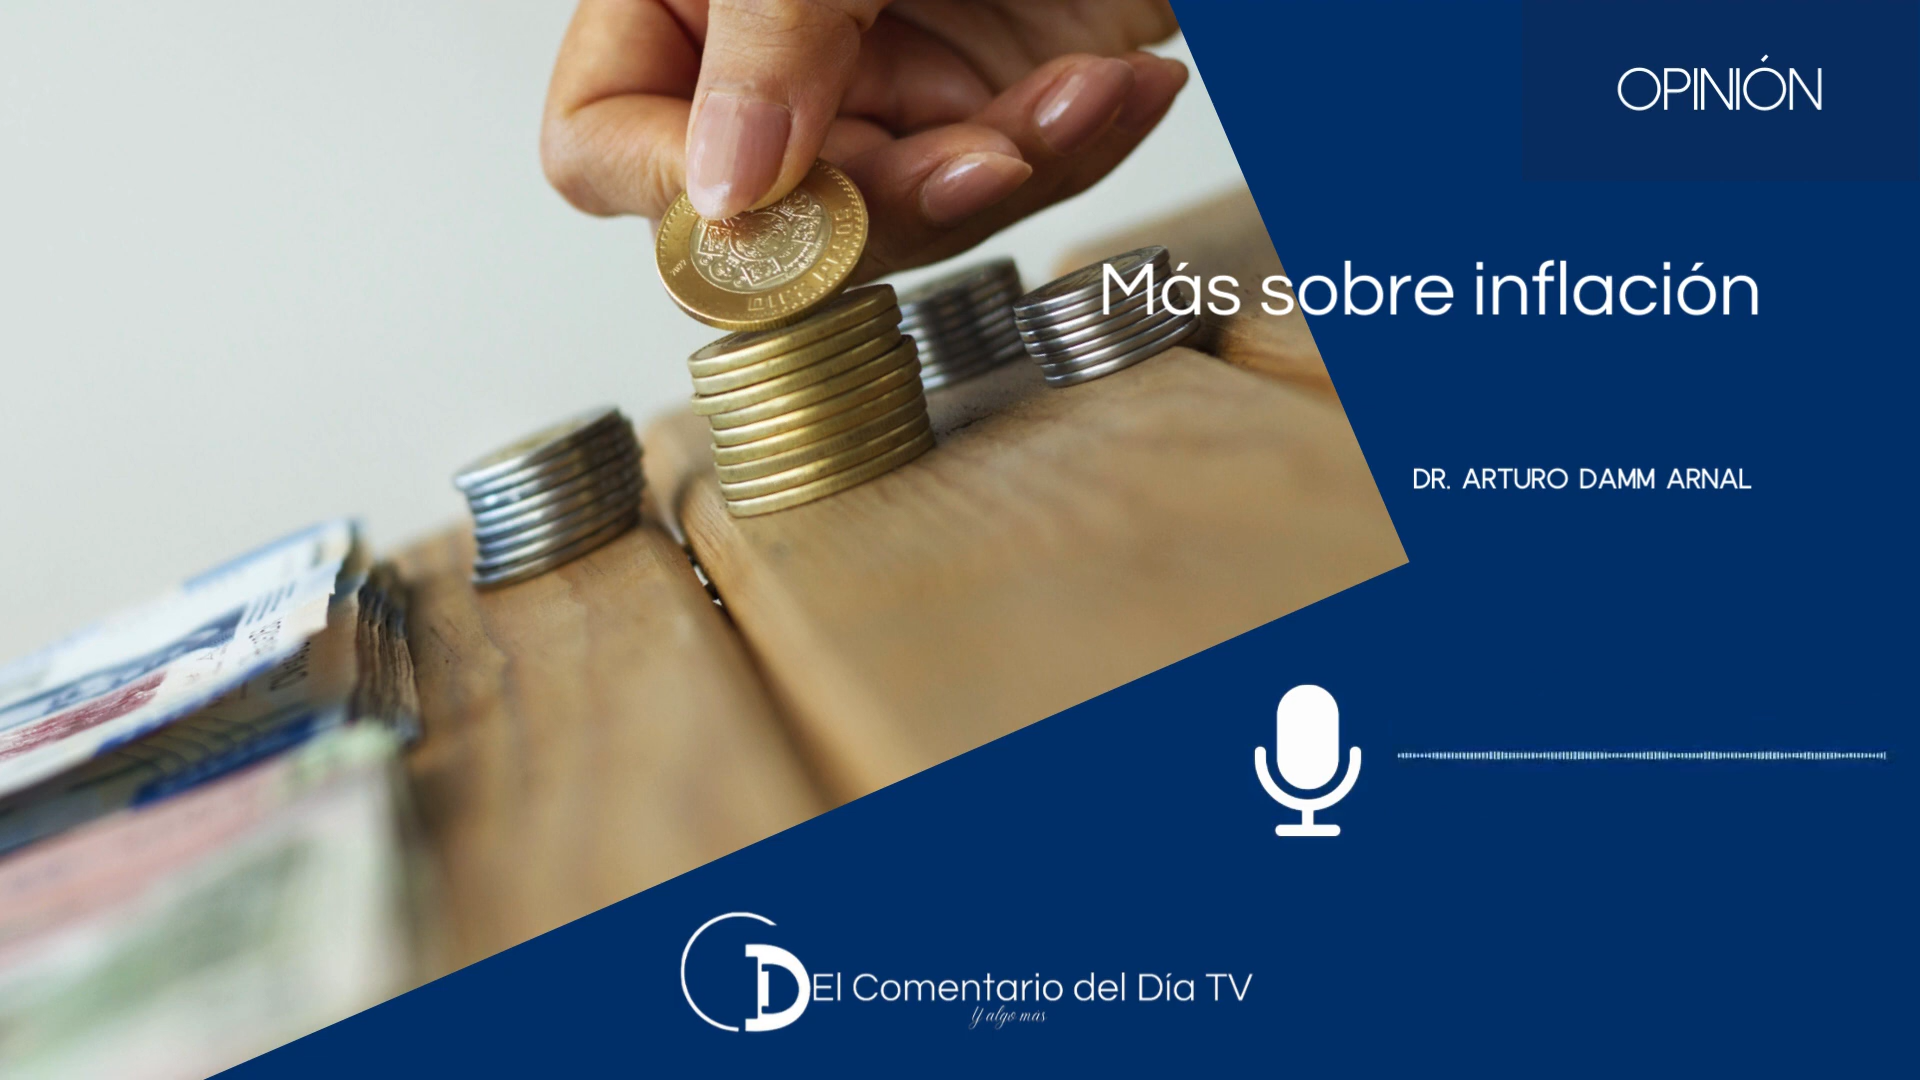 OPINIÓN
Más sobre inflación
DR. ARTURO DAMM ARNAL
El Comentario del Día TV
Y algo más